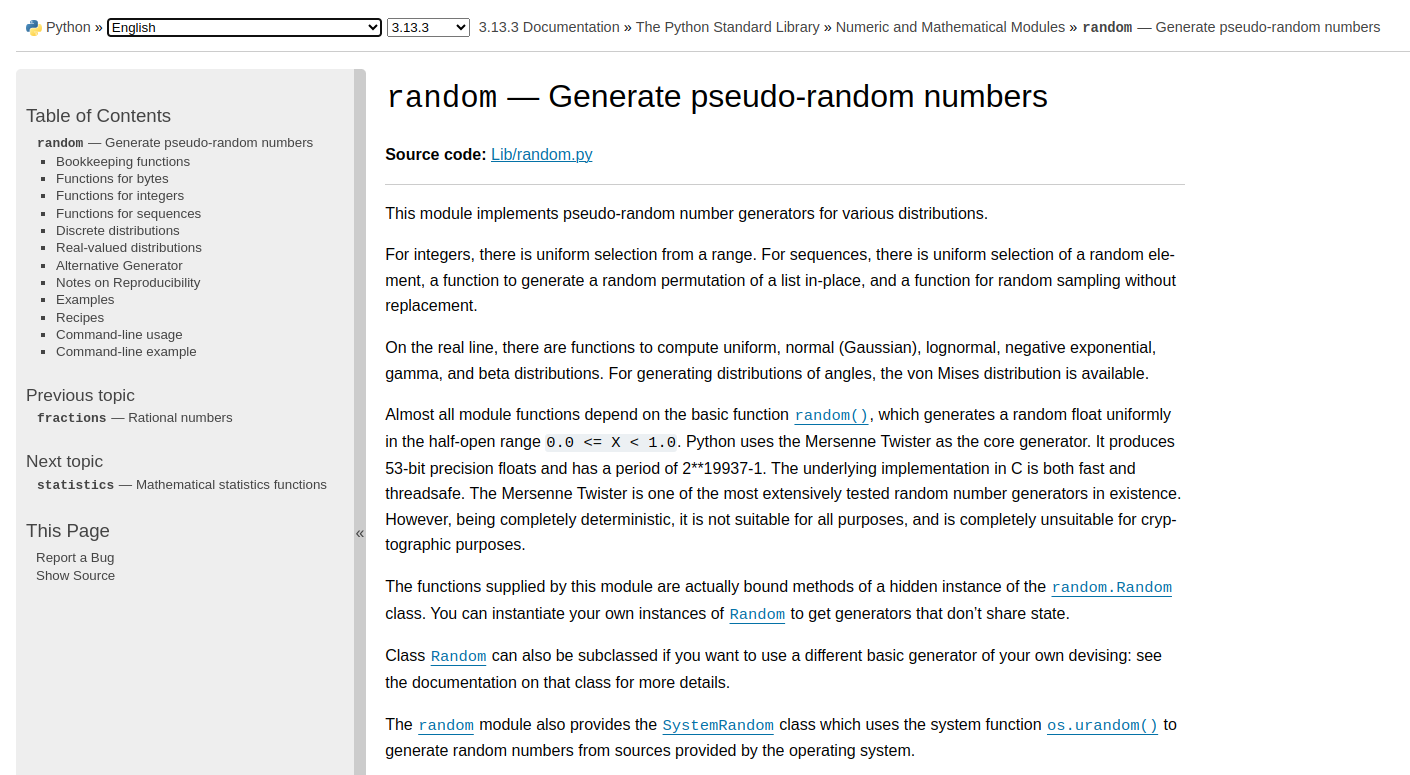 Python » English 3.13.3 3.13.3 Documentation » The Python Standard Library » Numeric and Mathematical Modules » random — Generate pseudo-random numbers
Table of Contents
random — Generate pseudo-random numbers
Bookkeeping functions
Functions for bytes
Functions for integers
Functions for sequences
Discrete distributions
Real-valued distributions
Alternative Generator
Notes on Reproducibility
Examples
Recipes
Command-line usage
Command-line example
Previous topic
fractions — Rational numbers
Next topic
statistics — Mathematical statistics functions
This Page
Report a Bug
Show Source
«
random — Generate pseudo-random numbers
Source code: Lib/random.py
This module implements pseudo-random number generators for various distributions.
For integers, there is uniform selection from a range. For sequences, there is uniform selection of a random ele-
ment, a function to generate a random permutation of a list in-place, and a function for random sampling without
replacement.
On the real line, there are functions to compute uniform, normal (Gaussian), lognormal, negative exponential,
gamma, and beta distributions. For generating distributions of angles, the von Mises distribution is available.
Almost all module functions depend on the basic function random(), which generates a random float uniformly
in the half-open range 0.0 <= X < 1.0. Python uses the Mersenne Twister as the core generator. It produces
53-bit precision floats and has a period of 2**19937-1. The underlying implementation in C is both fast and
threadsafe. The Mersenne Twister is one of the most extensively tested random number generators in existence.
However, being completely deterministic, it is not suitable for all purposes, and is completely unsuitable for cryp-
tographic purposes.
The functions supplied by this module are actually bound methods of a hidden instance of the random.Random
class. You can instantiate your own instances of Random to get generators that don’t share state.
Class Random can also be subclassed if you want to use a different basic generator of your own devising: see
the documentation on that class for more details.
The random module also provides the SystemRandom class which uses the system function os.urandom() to
generate random numbers from sources provided by the operating system.